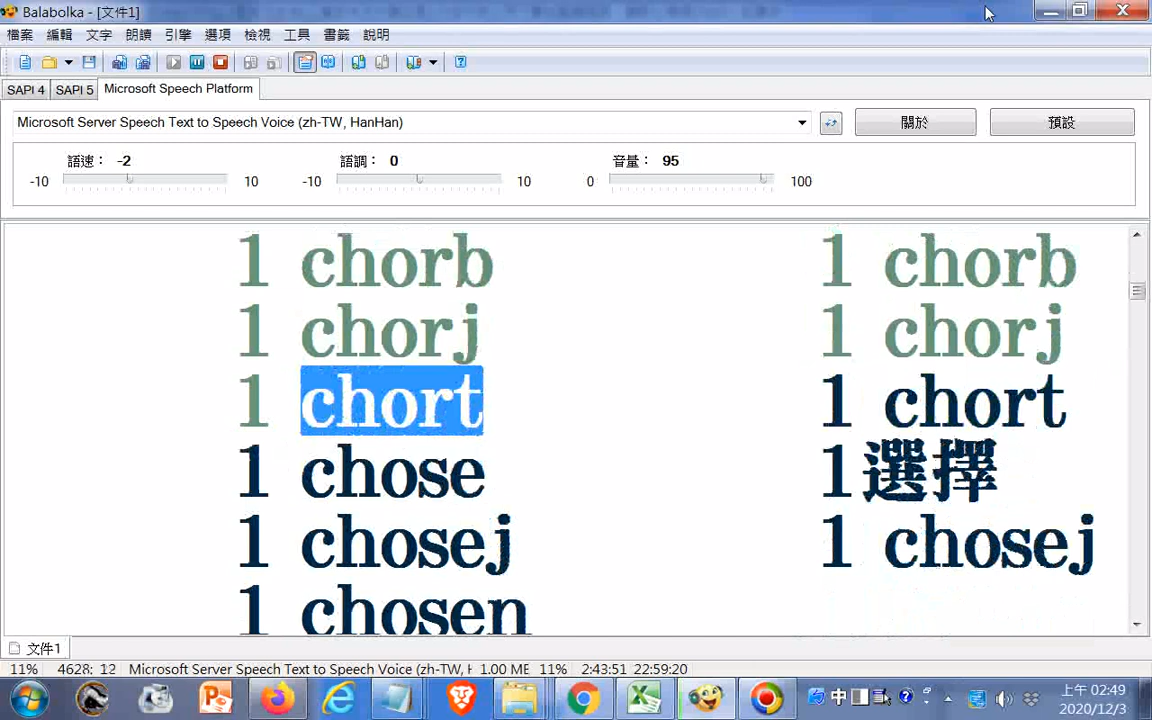 Balabolka - [文件1]
檔案 編輯 文字 朗讀 引擎 選項 檢視 工具 書籤 說明
SAPI 4 SAPI 5 Microsoft Speech Platform
Microsoft Server Speech Text to Speech Voice (zh-TW, HanHan) 關於 預設
語速： -2 語調： 0 音量： 95
-10 10 -10 10 0 100
1 chorb 1 chorb
1 chorj 1 chorj
1 chort 1 chort
1 chose 1選擇
1 chosej 1 chosej
1 chosen
文件1
11% 4628: 12 Microsoft Server Speech Text to Speech Voice (zh-TW, 1.00 ME 11% 2:43:51 22:59:20
中 上午 02:49
2020/12/3